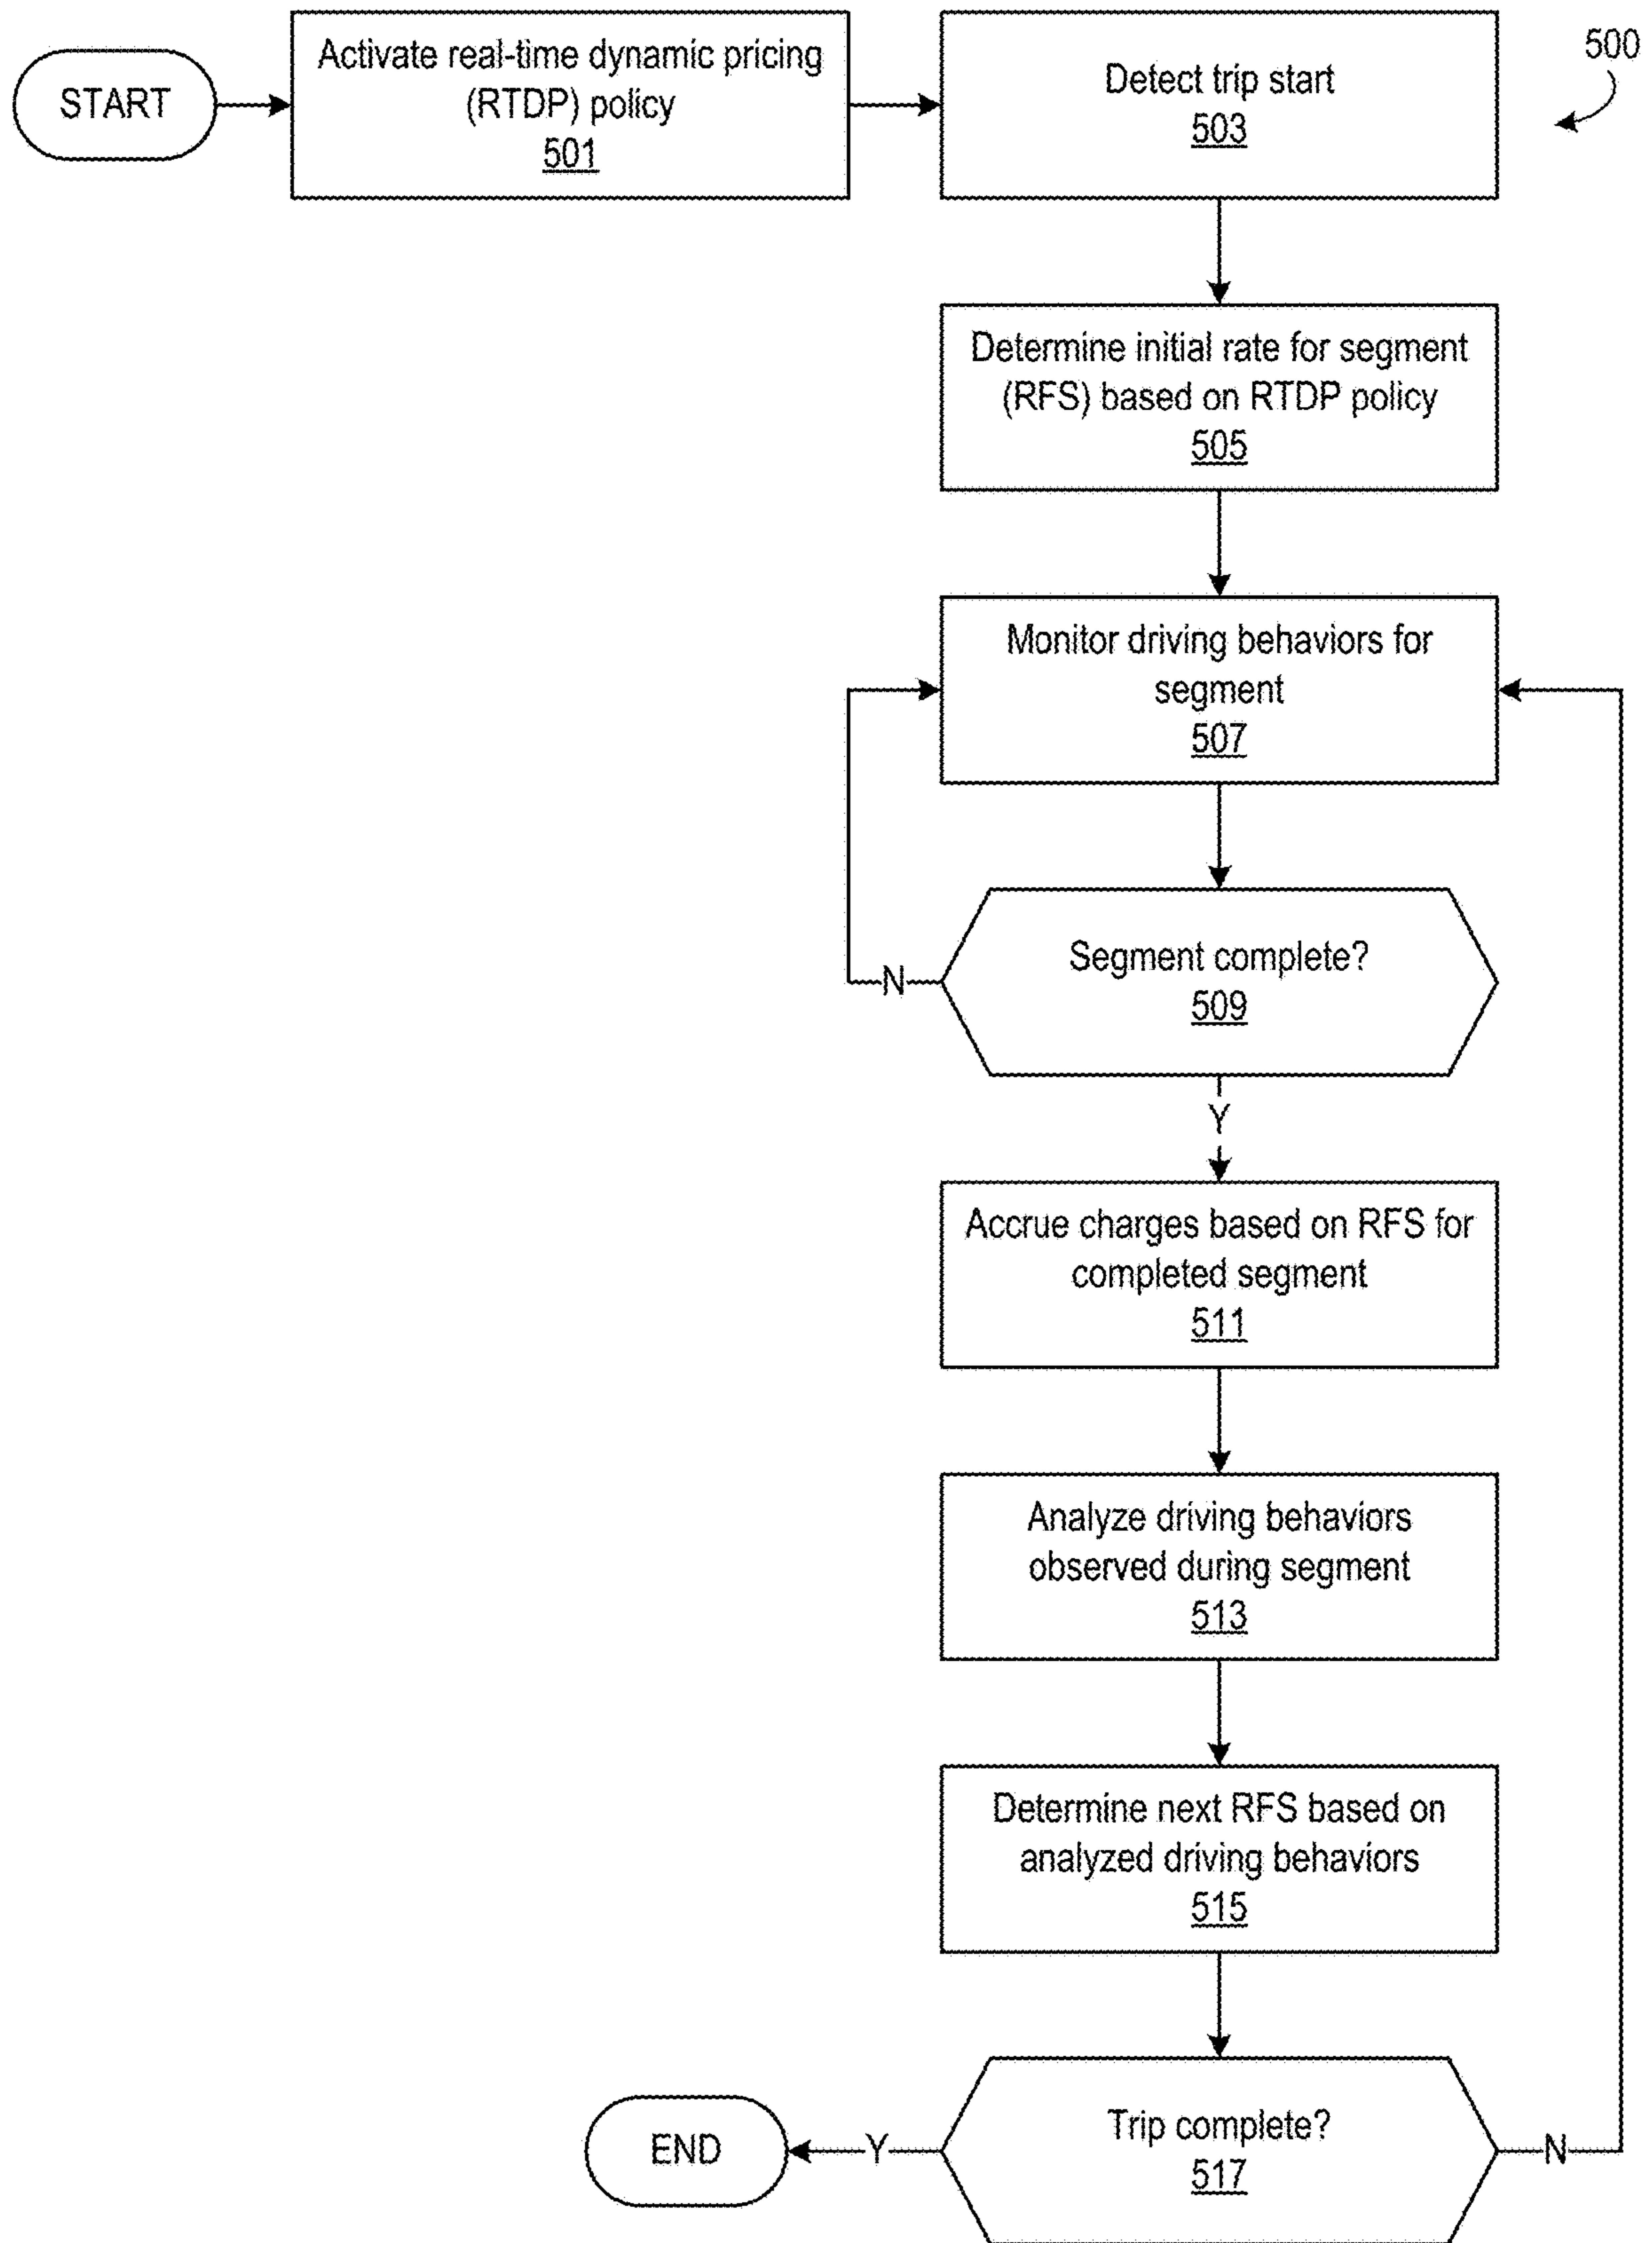 START
Activate real-time dynamic pricing
(RTDP) policy
501
Detect trip start
503
500
Determine initial rate for segment
(RFS) based on RTDP policy
505
Monitor driving behaviors for
segment
507
Segment complete?
509
N
Y
Accrue charges based on RFS for
completed segment
511
Analyze driving behaviors
observed during segment
513
Determine next RFS based on
analyzed driving behaviors
515
Trip complete?
517
Y
N
END